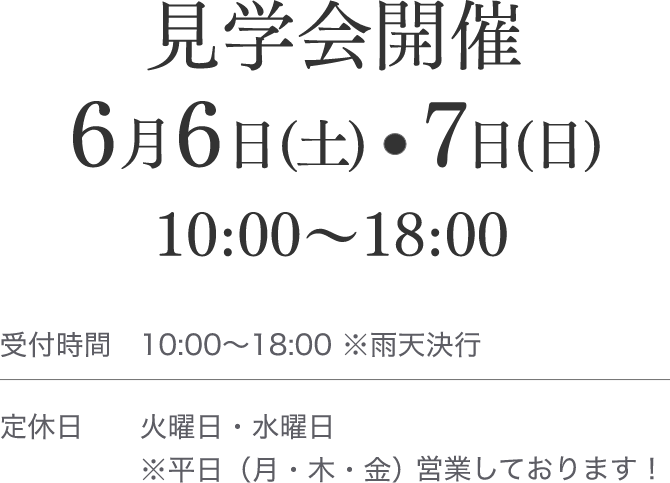 見学会開催
6月6日(土)●7日(日)
10:00〜18:00
受付時間 10:00〜18:00 ※雨天決行
定休日 火曜日・水曜日
※平日（月・木・金）営業しております！